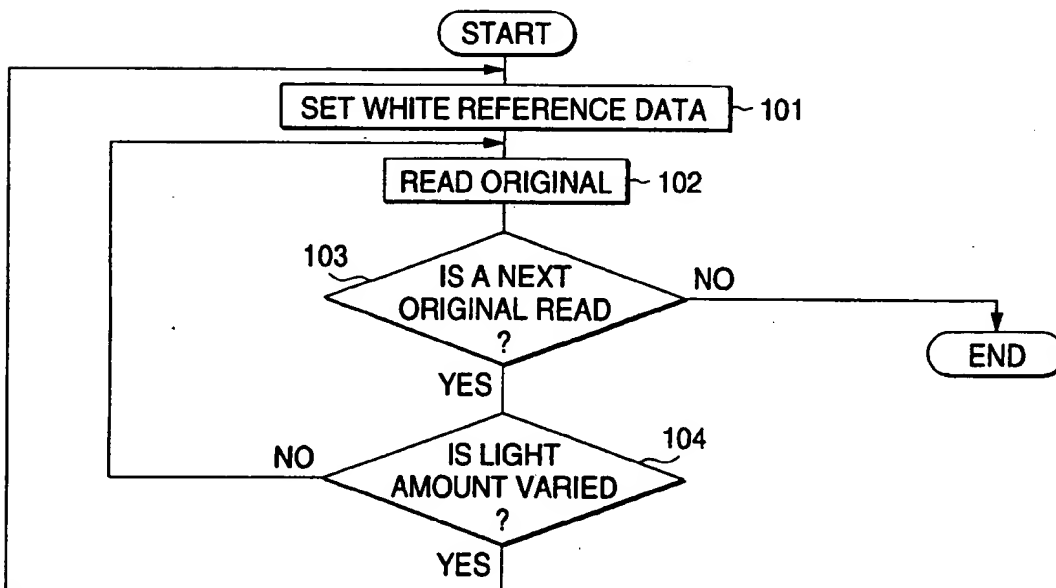 START
SET WHITE REFERENCE DATA
101
READ ORIGINAL
102
103
IS A NEXT
ORIGINAL READ
?
NO
END
YES
104
IS LIGHT
AMOUNT VARIED
?
NO
YES